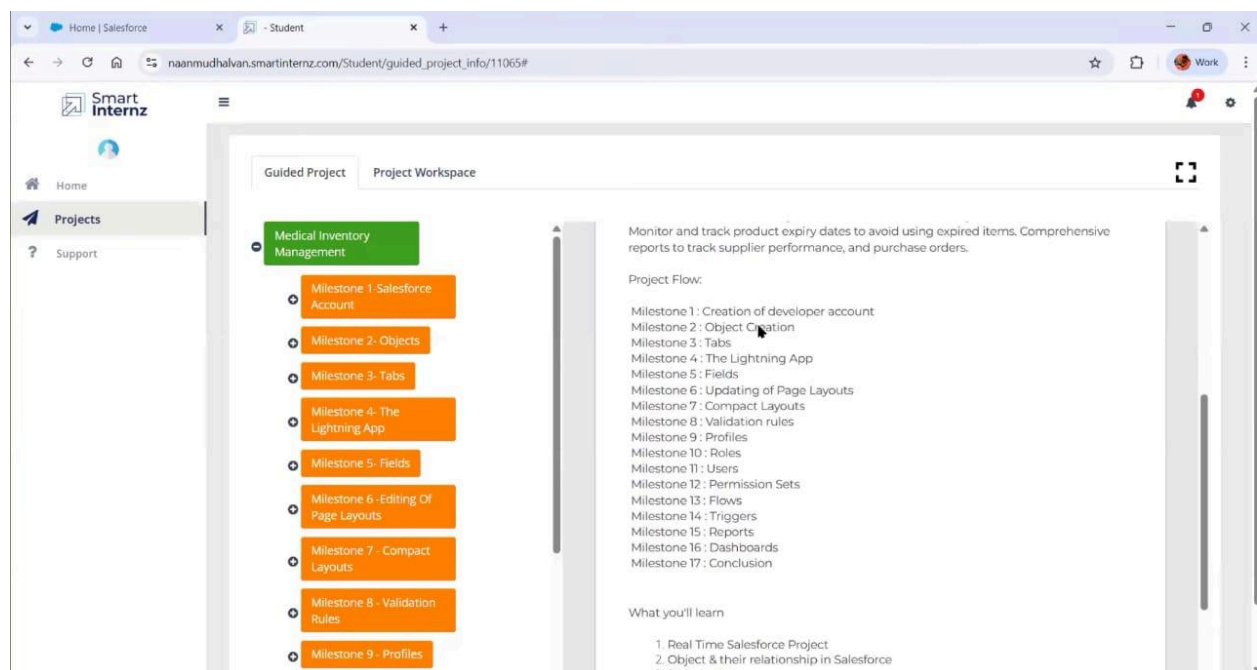 Home | Salesforce
- Student
naanmudhalvan.smartinternz.com/Student/guided_project_info/11065#
Work
Smart
Internz
1
Home
Projects
Support
Guided Project
Project Workspace
Medical Inventory
Management
Milestone 1-Salesforce
Account
Milestone 2- Objects
Milestone 3- Tabs
Milestone 4- The
Lightning App
Milestone 5- Fields
Milestone 6 -Editing Of
Page Layouts
Milestone 7 - Compact
Layouts
Milestone 8 - Validation
Rules
Milestone 9 - Profiles
Monitor and track product expiry dates to avoid using expired items. Comprehensive
reports to track supplier performance, and purchase orders.
Project Flow:
Milestone 1 : Creation of developer account
Milestone 2 : Object Creation
Milestone 3 : Tabs
Milestone 4 : The Lightning App
Milestone 5 : Fields
Milestone 6 : Updating of Page Layouts
Milestone 7 : Compact Layouts
Milestone 8 : Validation rules
Milestone 9 : Profiles
Milestone 10 : Roles
Milestone 11 : Users
Milestone 12 : Permission Sets
Milestone 13 : Flows
Milestone 14 : Triggers
Milestone 15 : Reports
Milestone 16 : Dashboards
Milestone 17 : Conclusion
What you'll learn
1. Real Time Salesforce Project
2. Object & their relationship in Salesforce